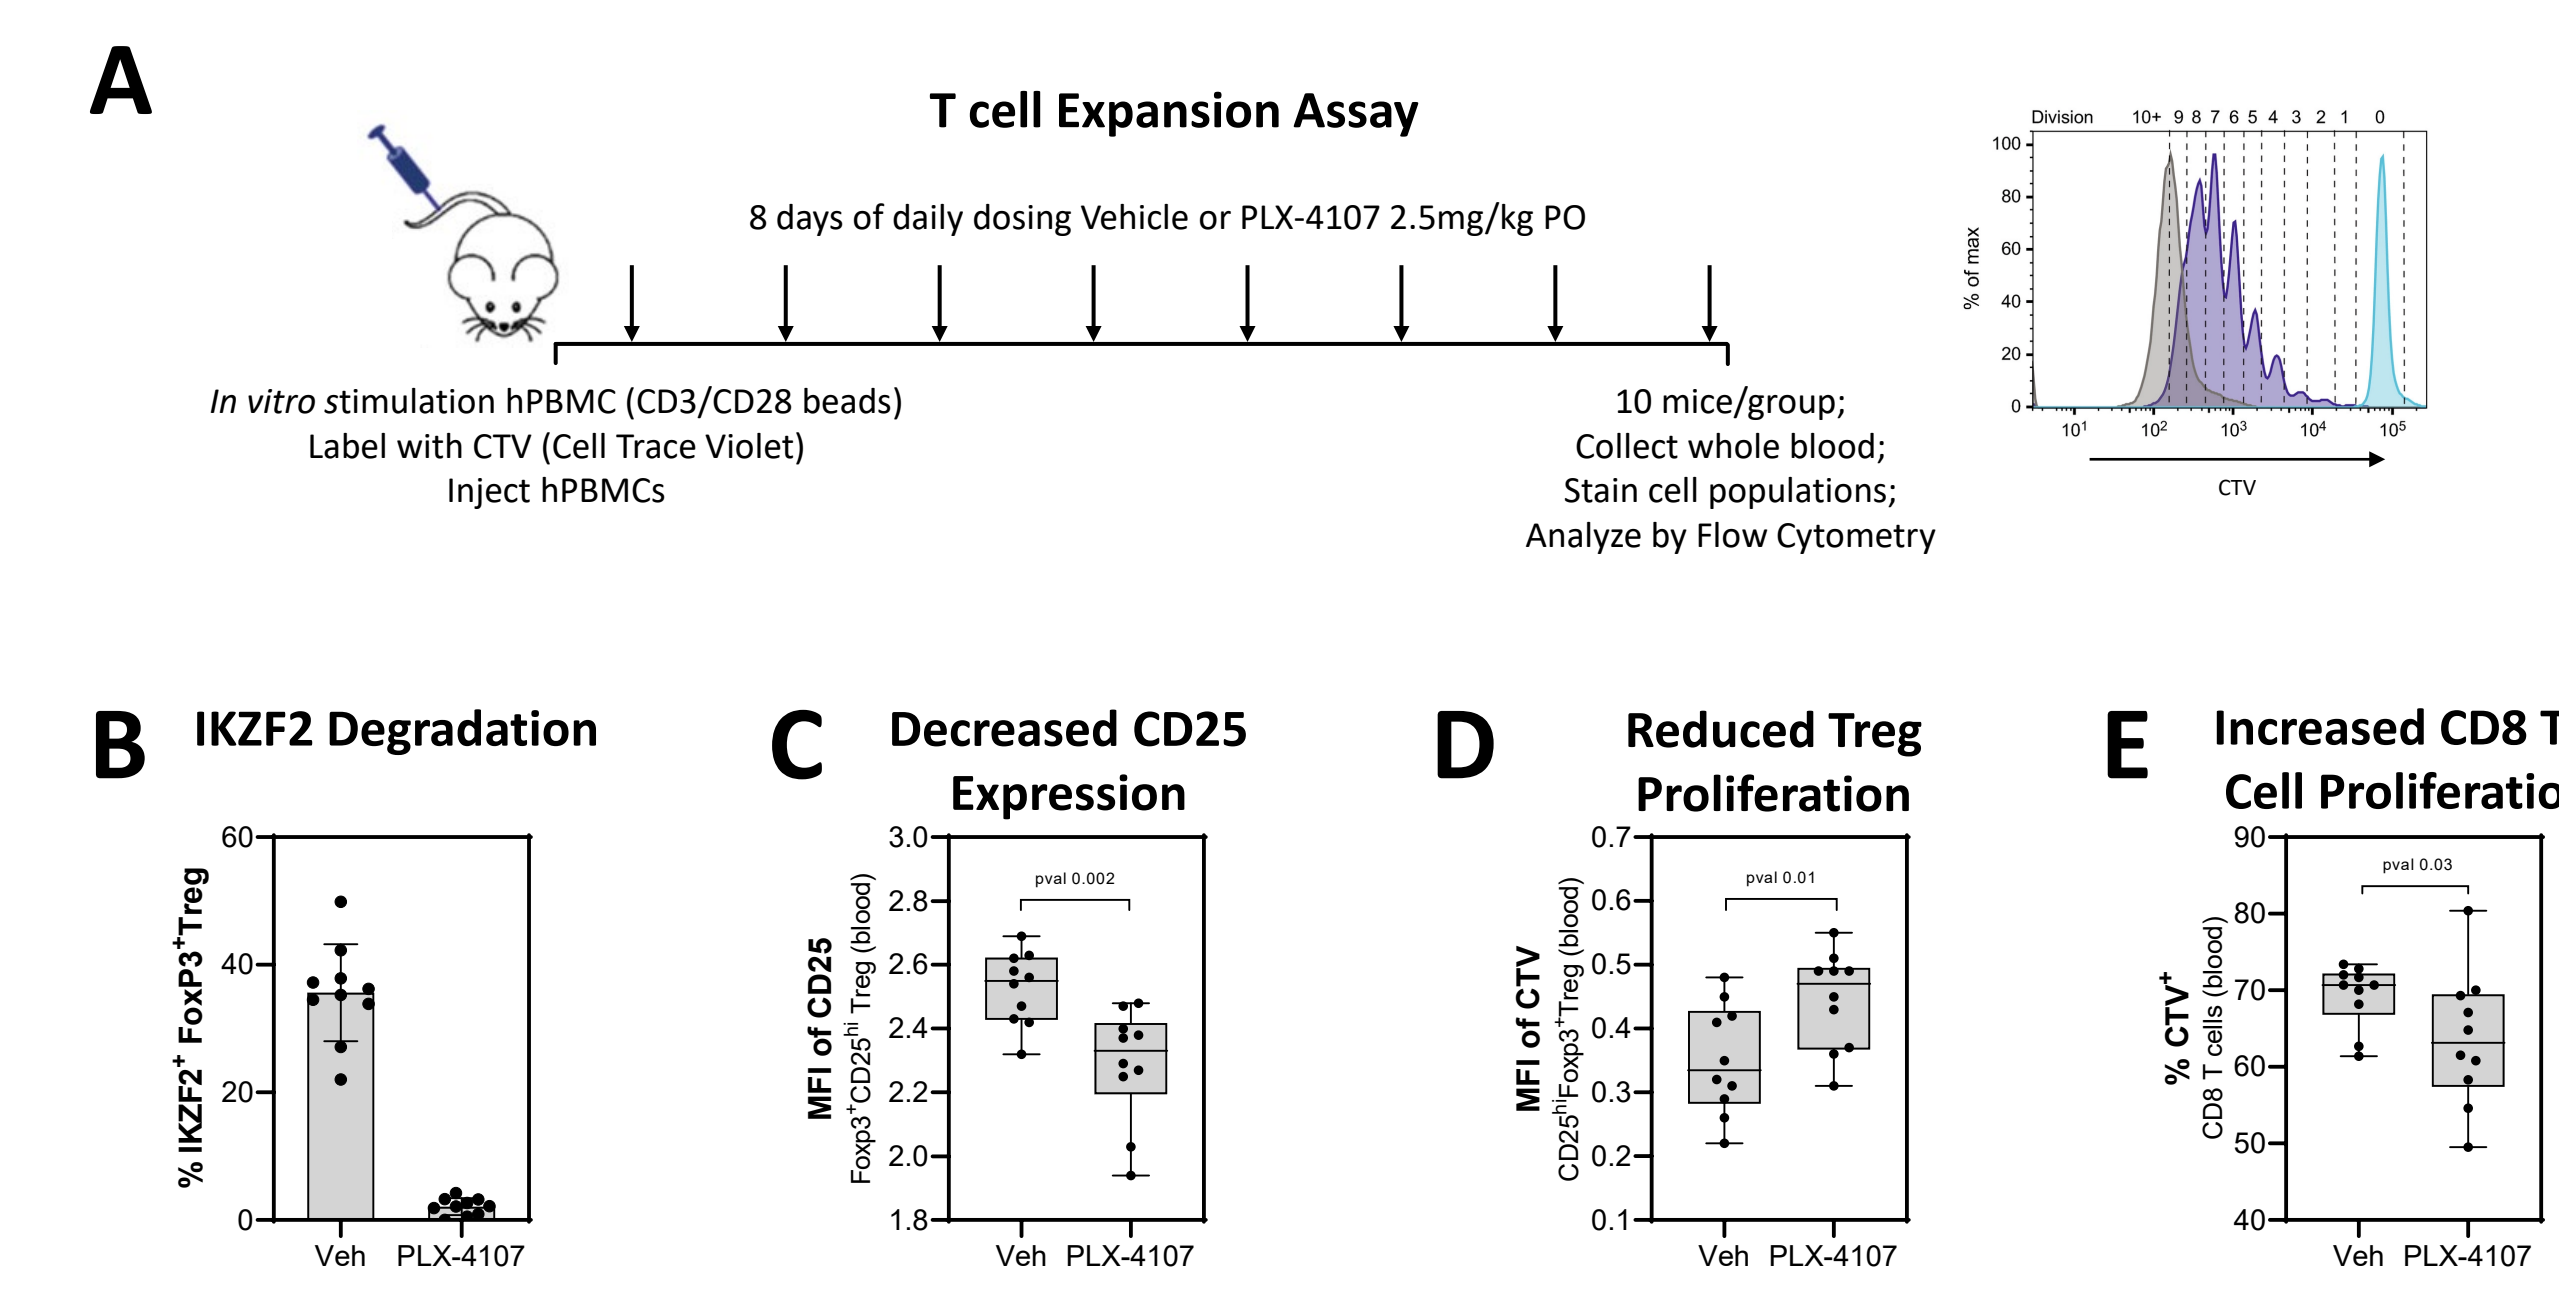 A
T cell Expansion Assay
8 days of daily dosing Vehicle or PLX-4107 2.5mg/kg PO
In vitro stimulation hPBMC (CD3/CD28 beads)
Label with CTV (Cell Trace Violet)
Inject hPBMCs
10 mice/group;
Collect whole blood;
Stain cell populations;
Analyze by Flow Cytometry
Division 10+ 9 8 7 6 5 4 3 2 1 0
% of max
100
80
60
40
20
0
10¹ 10² 10³ 10⁴ 10⁵
CTV
B
IKZF2 Degradation
% IKZF2⁺ FoxP3⁺Treg
60
40
20
0
Veh PLX-4107
C
Decreased CD25
Expression
MFI of CD25
Foxp3⁺CD25ʰⁱ Treg (blood)
3.0
2.8
2.6
2.4
2.2
2.0
1.8
pval 0.002
Veh PLX-4107
D
Reduced Treg
Proliferation
MFI of CTV
CD25ʰⁱFoxp3⁺Treg (blood)
0.7
0.6
0.5
0.4
0.3
0.2
0.1
pval 0.01
Veh PLX-4107
E
Increased CD8 T
Cell Proliferatio
% CTV⁺
CD8 T cells (blood)
90
80
70
60
50
40
pval 0.03
Veh PLX-4107